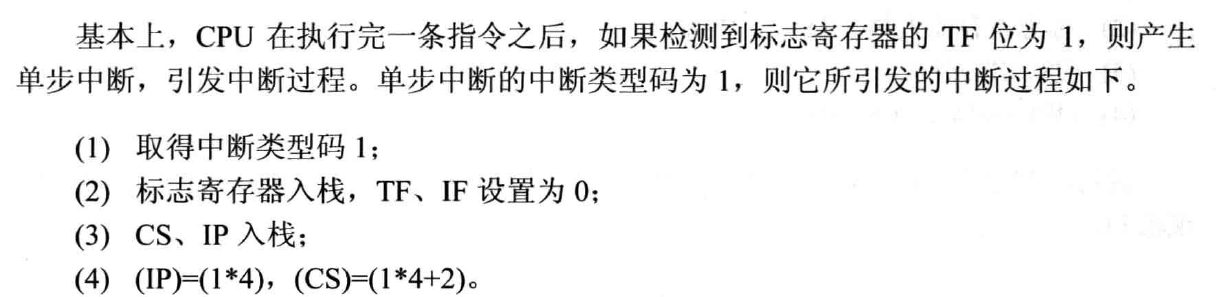 基本上，CPU 在执行完一条指令之后，如果检测到标志寄存器的 TF 位为 1，则产生
单步中断，引发中断过程。单步中断的中断类型码为 1，则它所引发的中断过程如下。
(1) 取得中断类型码 1；
(2) 标志寄存器入栈，TF、IF 设置为 0；
(3) CS、IP 入栈；
(4) (IP)=(1*4)，(CS)=(1*4+2)。